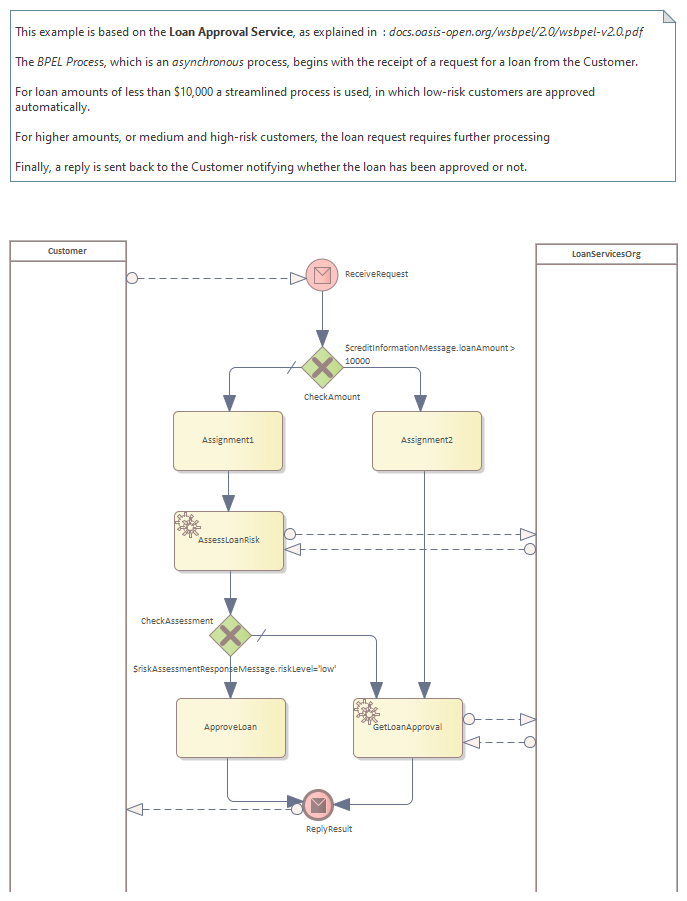 This example is based on the Loan Approval Service, as explained in : docs.oasis-open.org/wsbpel/2.0/wsbpel-v2.0.pdf
The BPEL Process, which is an asynchronous process, begins with the receipt of a request for a loan from the Customer.
For loan amounts of less than $10,000 a streamlined process is used, in which low-risk customers are approved
automatically.
For higher amounts, or medium and high-risk customers, the loan request requires further processing
Finally, a reply is sent back to the Customer notifying whether the loan has been approved or not.
Customer
LoanServicesOrg
ReceiveRequest
$creditInformationMessage.loanAmount >
10000
CheckAmount
Assignment1
Assignment2
AssessLoanRisk
CheckAssessment
$riskAssessmentResponseMessage.riskLevel='low'
ApproveLoan
GetLoanApproval
ReplyResult